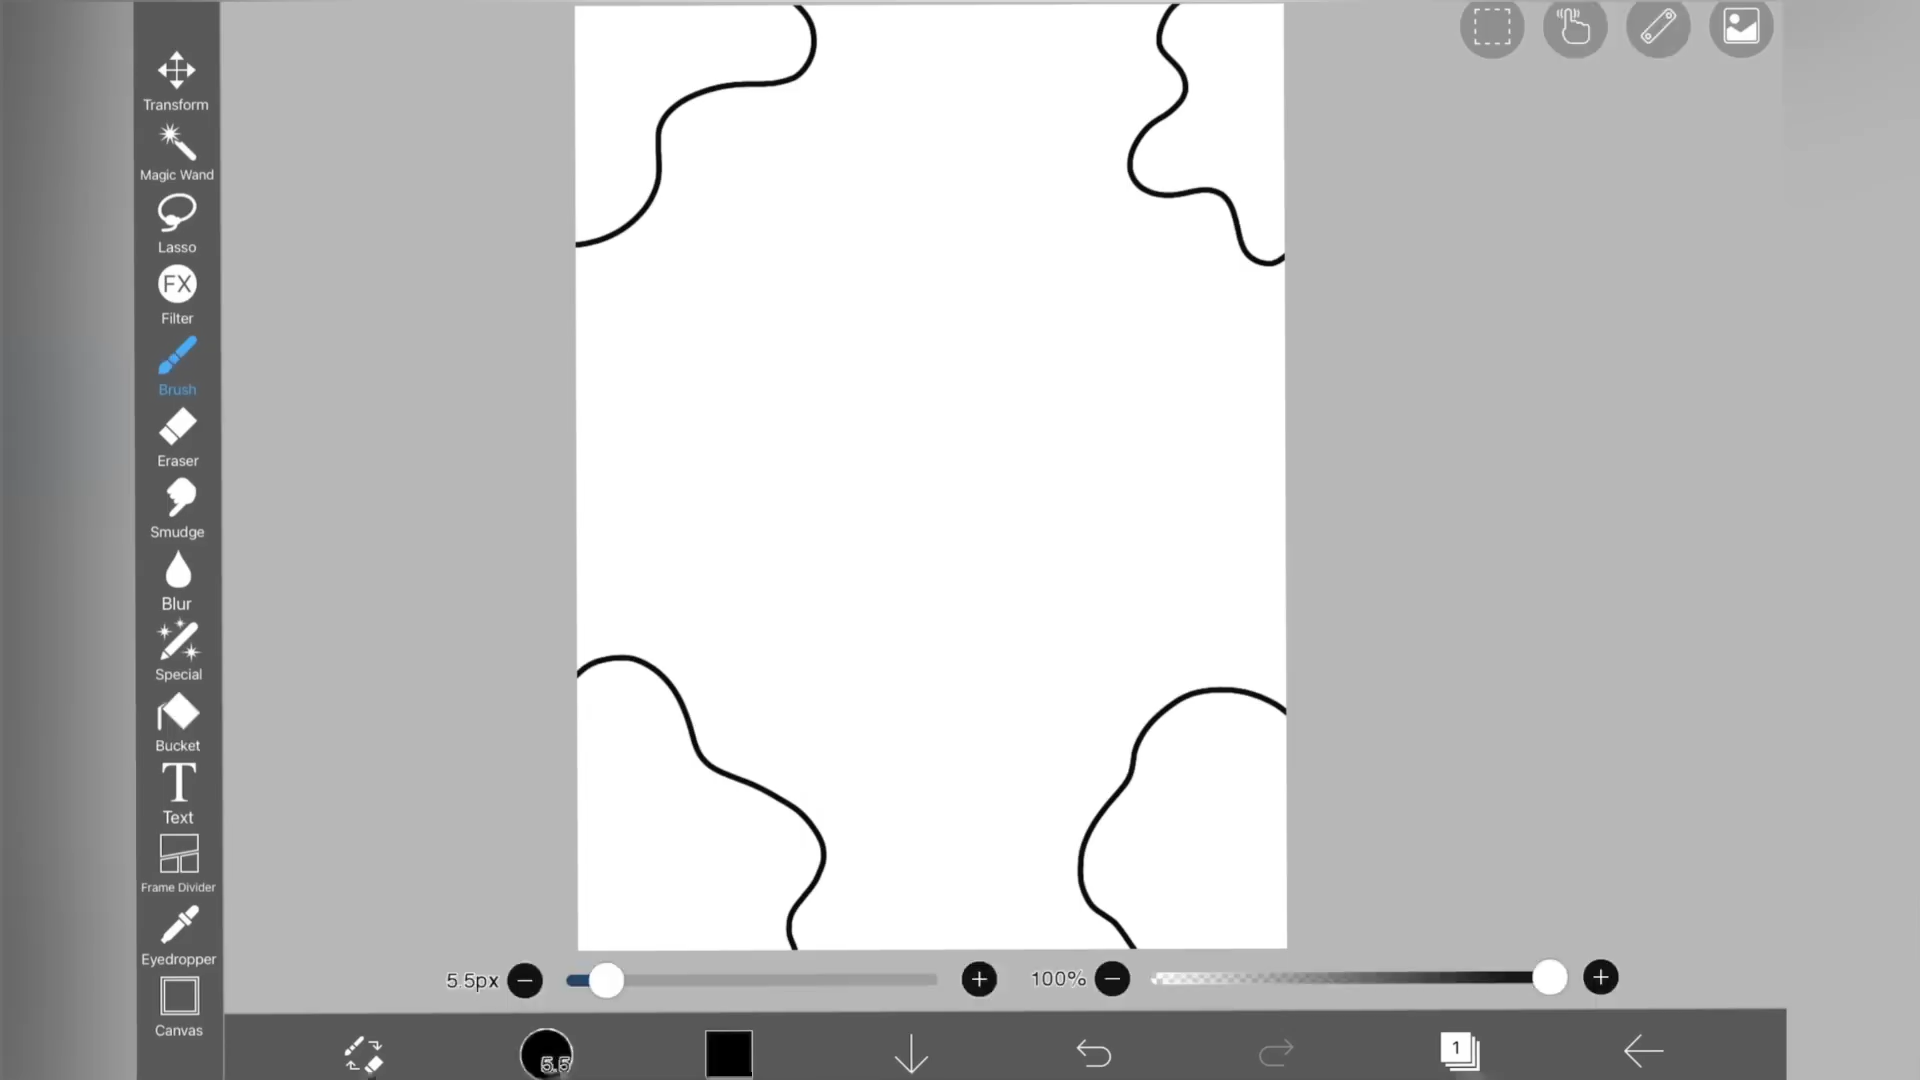 Transform
Magic Wand
Lasso
FX
Filter
Brush
Eraser
Smudge
Blur
Special
Bucket
T
Text
Frame Divider
Eyedropper
Canvas
5.5px
100%
5.5
1